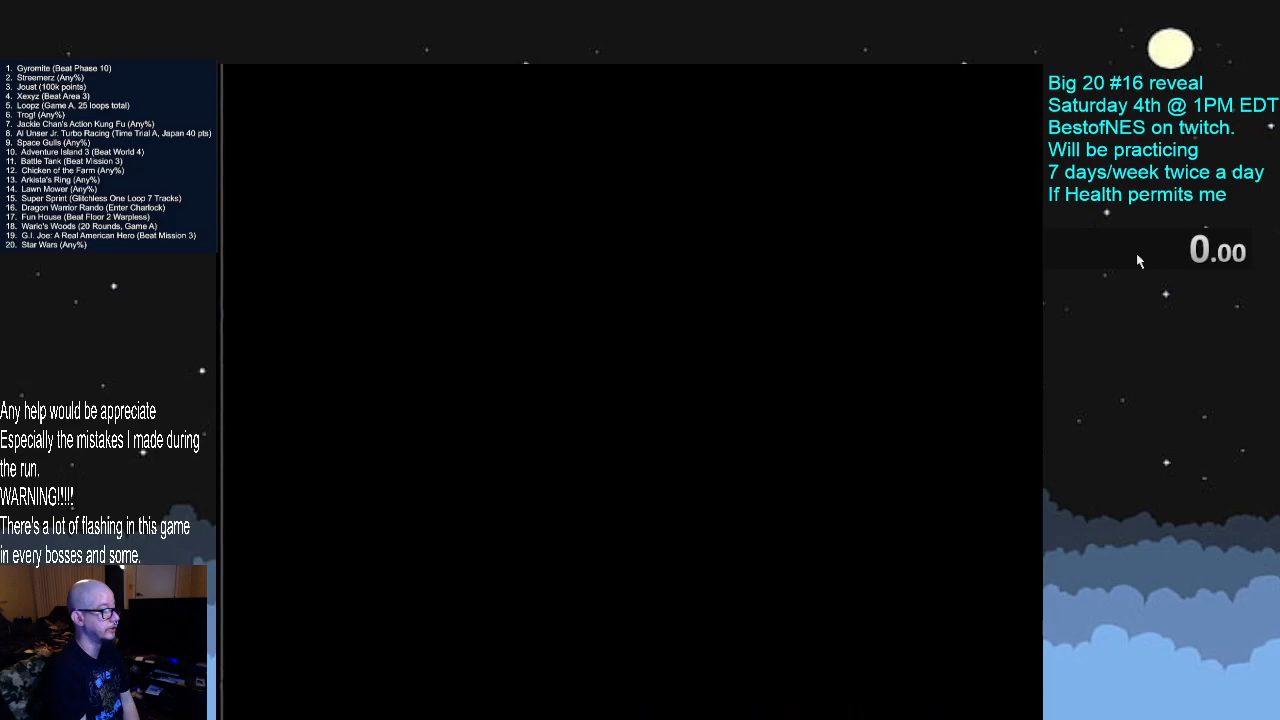 1. Gyromite (Beat Phase 10)
2. Streemerz (Any%)
3. Joust (100k points)
4. Xexyz (Beat Area 3)
5. Loopz (Game A, 25 loops total)
6. Trog! (Any%)
7. Jackie Chan's Action Kung Fu (Any%)
8. Al Unser Jr. Turbo Racing (Time Trial A, Japan 40 pts)
9. Space Gulls (Any%)
10. Adventure Island 3 (Beat World 4)
11. Battle Tank (Beat Mission 3)
12. Chicken of the Farm (Any%)
13. Arkista's Ring (Any%)
14. Lawn Mower (Any%)
15. Super Sprint (Glitchless One Loop 7 Tracks)
16. Dragon Warrior Rando (Enter Charlock)
17. Fun House (Beat Floor 2 Warpless)
18. Wario's Woods (20 Rounds, Game A)
19. G.I. Joe: A Real American Hero (Beat Mission 3)
20. Star Wars (Any%)
Any help would be appreciate
Especially the mistakes I made during
the run.
WARNING!!!!!
There's a lot of flashing in this game
in every bosses and some.
Big 20 #16 reveal
Saturday 4th @ 1PM EDT
BestofNES on twitch.
Will be practicing
7 days/week twice a day
If Health permits me
0.00